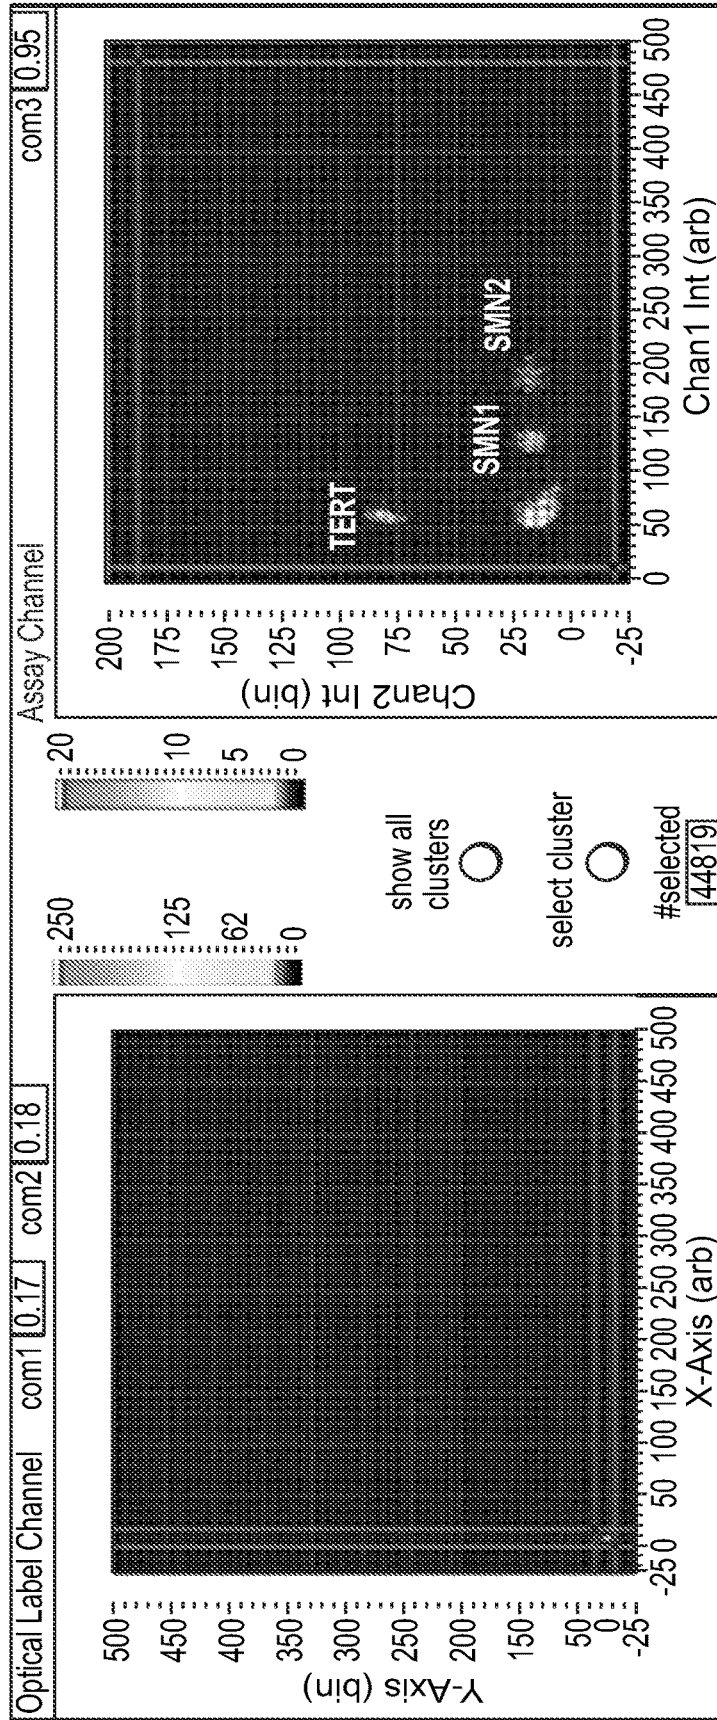 Optical Label Channel com1 0.17 com2 0.18
500
450
400
350
300
250
200
150
50
0
-25
Y-Axis (bin)
-25 0 50 100 150 200 250 300 350 400 450 500
X-Axis (arb)
250
125
62
0
20
10
5
0
show all
clusters
select cluster
#selected
44819
Assay Channel com3 0.95
200
175
150
125
100
75
50
25
0
-25
Chan2 Int (bin)
TERT
SMN1
SMN2
0 50 100 150 200 250 300 350 400 450 500
Chan1 Int (arb)